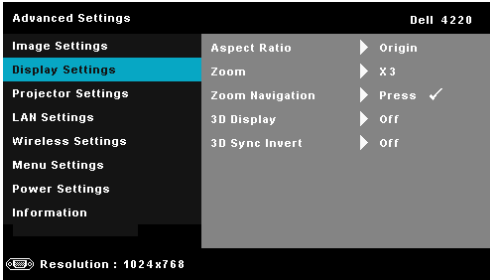 Advanced Settings Dell 4220
Image Settings
Display Settings
Projector Settings
LAN Settings
Wireless Settings
Menu Settings
Power Settings
Information
Aspect Ratio Origin
Zoom X3
Zoom Navigation Press
3D Display Off
3D Sync Invert Off
Resolution : 1024x768